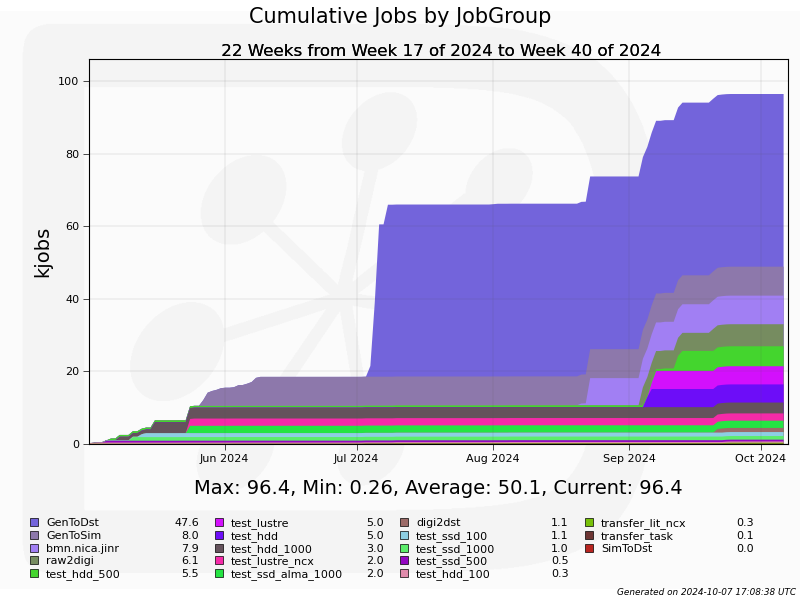 Cumulative Jobs by JobGroup
22 Weeks from Week 17 of 2024 to Week 40 of 2024
kjobs
100
80
60
40
20
0
Jun 2024 Jul 2024 Aug 2024 Sep 2024 Oct 2024
Max: 96.4, Min: 0.26, Average: 50.1, Current: 96.4
GenToDst 47.6 test_lustre 5.0 digi2dst 1.1 transfer_lit_ncx 0.3
GenToSim 8.0 test_hdd 5.0 test_ssd_100 1.1 transfer_task 0.1
bmn.nica.jinr 7.9 test_hdd_1000 3.0 test_ssd_1000 1.0 SimToDst 0.0
raw2digi 6.1 test_lustre_ncx 2.0 test_ssd_500 0.5
test_hdd_500 5.5 test_ssd_alma_1000 2.0 test_hdd_100 0.3
Generated on 2024-10-07 17:08:38 UTC